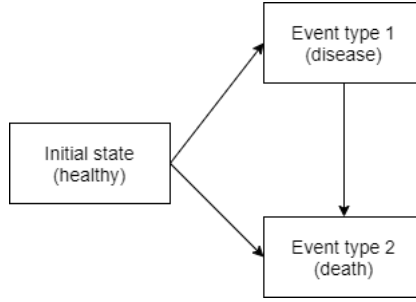 Event type 1
(disease)
Initial state
(healthy)
Event type 2
(death)